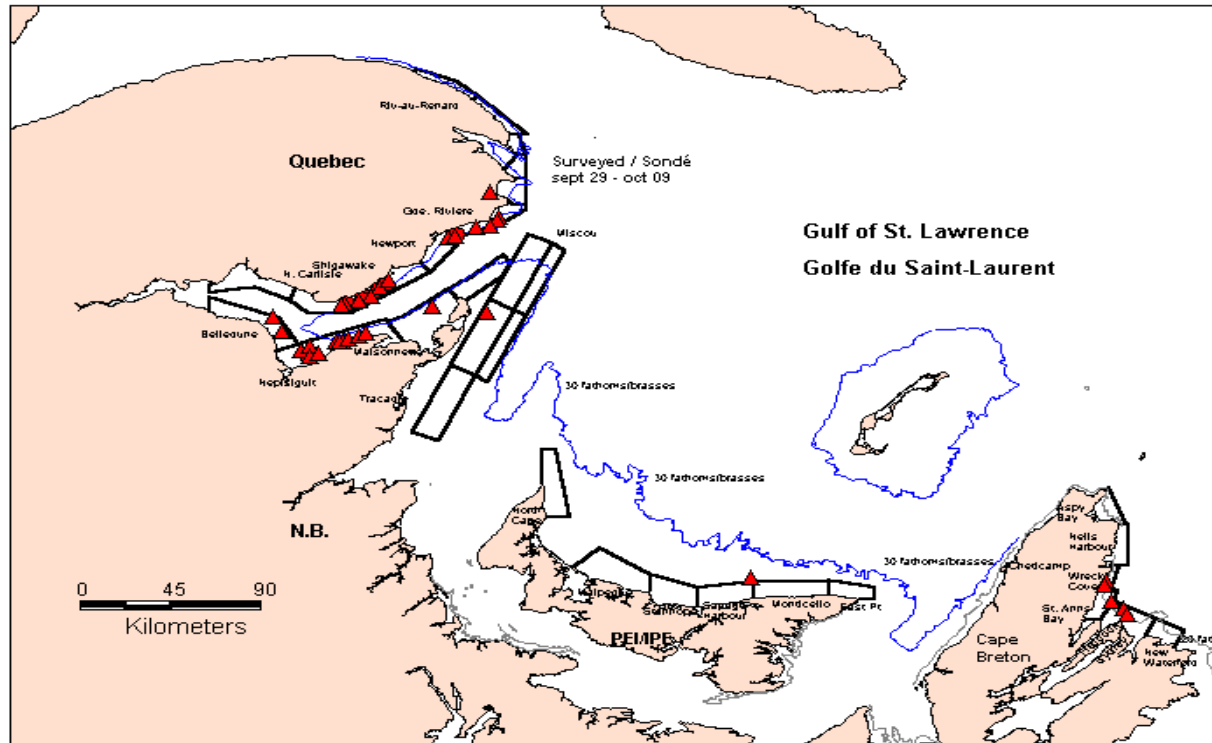 Riv-au-Renard
Quebec
Surveyed / Sondé
sept 29 - oct 09
Gde. Riviere
Miscou
Newport
Gulf of St. Lawrence
Golfe du Saint-Laurent
Shigawake
N. Carlisle
Belledune
Maisonnette
Nepisiguit
Tracadie
30 fathoms/brasses
30 fathoms/brasses
North
Cape
N.B.
30 fathoms/brasses
Aspy
Bay
Neils
Harbour
Chedcamp
Wreck
Cove
0 45 90
Kilometers
Malpeque
Savage
Harbour
Monticello
East Pt
St. Anns
Bay
PEI/IPE
Cape
Breton
New
Waterford